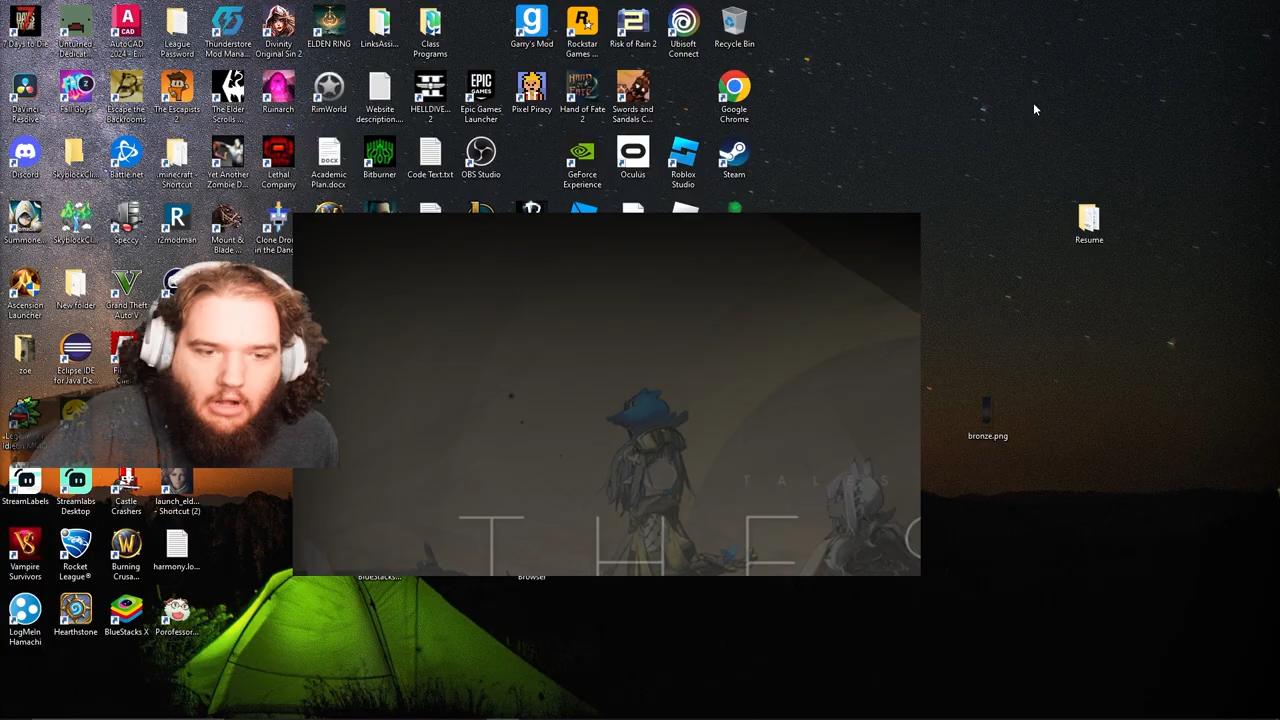 7 Days to Die
Unturned
Dedicat...
AutoCAD
2024 - E...
League
Password
Thunderstore
Mod Mana...
Divinity
Original Sin 2
ELDEN RING
LinksAssi...
Class
Programs
Garry's Mod
Rockstar
Games ...
Risk of Rain 2
Ubisoft
Connect
Recycle Bin
DaVinci
Resolve
Fall Guys
Escape the
Backrooms
The Escapists
2
The Elder
Scrolls ...
Ruinarch
RimWorld
Website
description....
HELLDIVE...
2
Epic Games
Launcher
Pixel Piracy
Hand of Fate
2
Swords and
Sandals C...
Google
Chrome
Discord
SkyblockCli...
Battle.net
.minecraft -
Shortcut
Yet Another
Zombie D...
Lethal
Company
Academic
Plan.docx
Bitburner
Code Text.txt
OBS Studio
GeForce
Experience
Oculus
Roblox
Studio
Steam
Summone...
SkyblockCl...
Speccy
r2modman
Mount &
Blade ...
Clone Dron
in the Dang
Resume
Ascension
Launcher
New folder
Grand Theft
Auto V
zoe
Eclipse IDE
for Java De...
bronze.png
TALES
THE
StreamLabels
Streamlabs
Desktop
Castle
Crashers
launch_eld...
- Shortcut (2)
Vampire
Survivors
Rocket
League®
Burning
Crusa...
harmony.lo...
BlueStacks...
Browser
LogMeIn
Hamachi
Hearthstone
BlueStacks X
Porofessor...